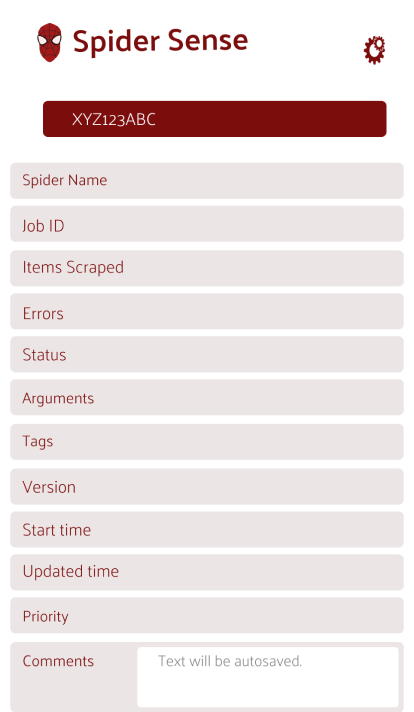 Spider Sense
XYZ123ABC
Spider Name
Job ID
Items Scraped
Errors
Status
Arguments
Tags
Version
Start time
Updated time
Priority
Comments
Text will be autosaved.